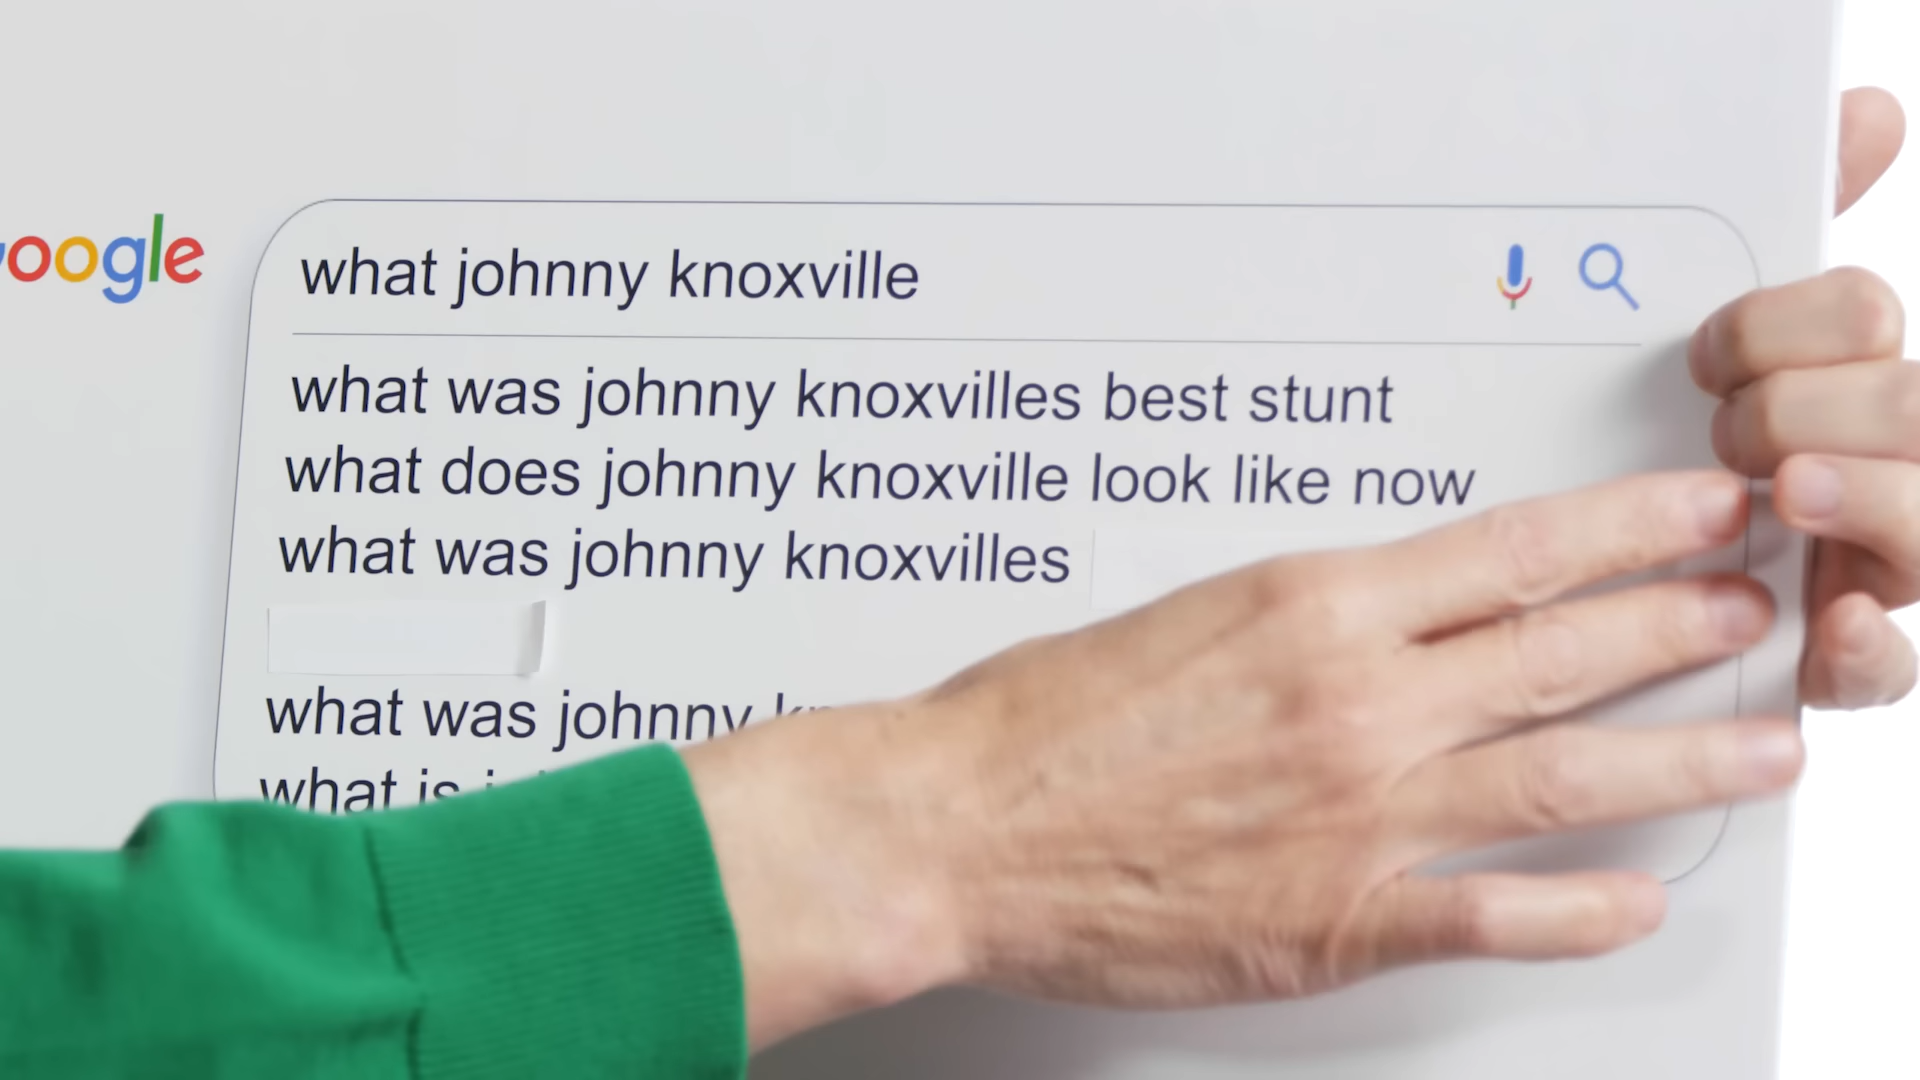 oogle
what johnny knoxville
what was johnny knoxvilles best stunt
what does johnny knoxville look like now
what was johnny knoxvilles
what was johnny
what is